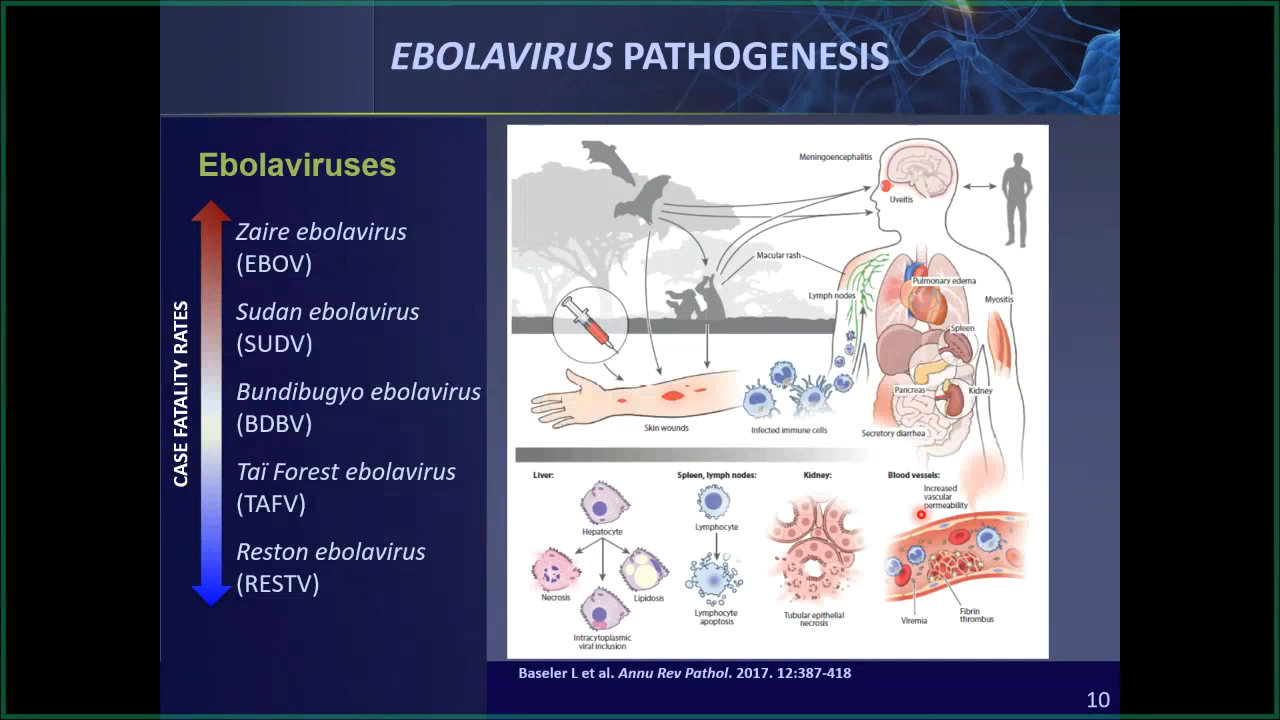 EBOLAVIRUS PATHOGENESIS
Ebolaviruses
CASE FATALITY RATES
Zaire ebolavirus
(EBOV)
Sudan ebolavirus
(SUDV)
Bundibugyo ebolavirus
(BDBV)
Taï Forest ebolavirus
(TAFV)
Reston ebolavirus
(RESTV)
Meningoencephalitis
Uveitis
Macular rash
Pulmonary edema
Lymph nodes
Myositis
Spleen
Pancreas
Kidney
Skin wounds
Infected immune cells
Secretory diarrhea
Liver:
Hepatocyte
Necrosis
Lipidosis
Intracytoplasmic
viral inclusion
Spleen, lymph nodes:
Lymphocyte
Lymphocyte
apoptosis
Kidney:
Tubular epithelial
necrosis
Blood vessels:
Increased
vascular
permeability
Viremia
Fibrin
thrombus
Baseler L et al. Annu Rev Pathol. 2017. 12:387-418
10